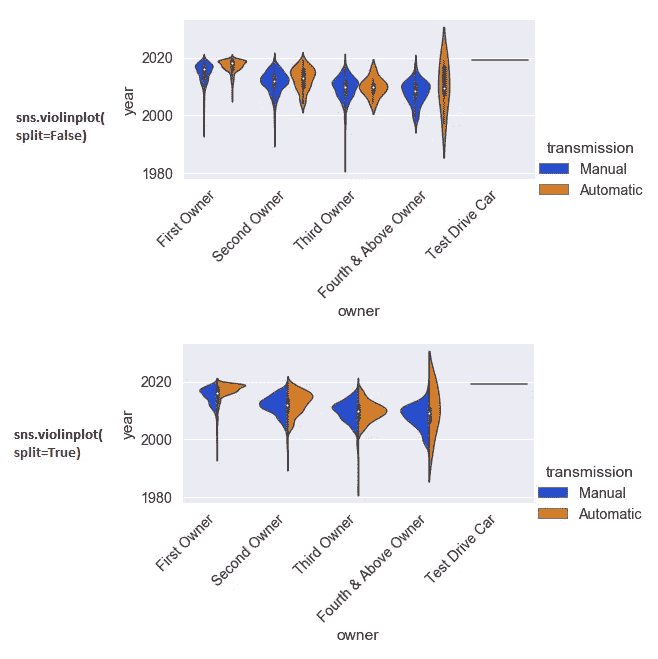 sns.violinplot(
split=False)
year
2020
2000
1980
First Owner
Second Owner
Third Owner
Fourth & Above Owner
Test Drive Car
owner
transmission
Manual
Automatic
sns.violinplot(
split=True)
year
2020
2000
1980
First Owner
Second Owner
Third Owner
Fourth & Above Owner
Test Drive Car
owner
transmission
Manual
Automatic